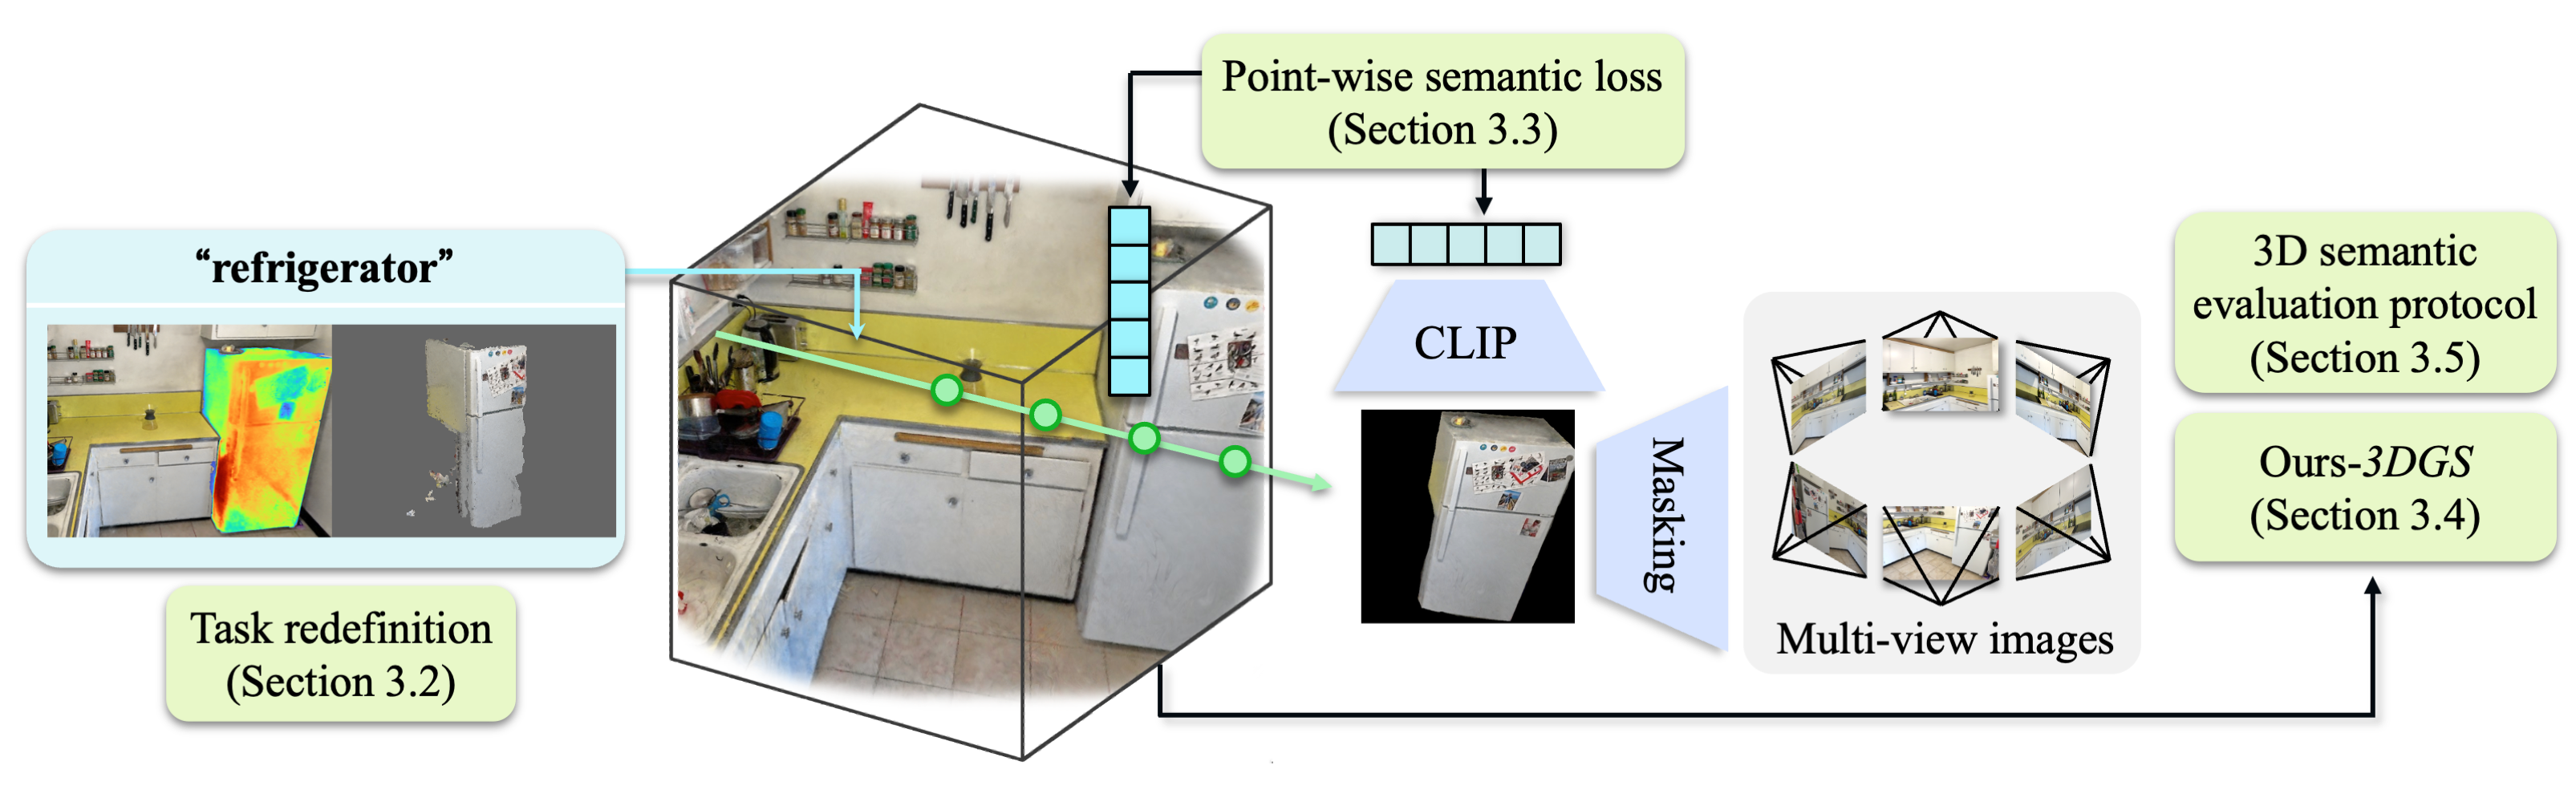 Point-wise semantic loss
(Section 3.3)
“refrigerator”
Task redefinition
(Section 3.2)
CLIP
Masking
Multi-view images
3D semantic
evaluation protocol
(Section 3.5)
Ours-3DGS
(Section 3.4)